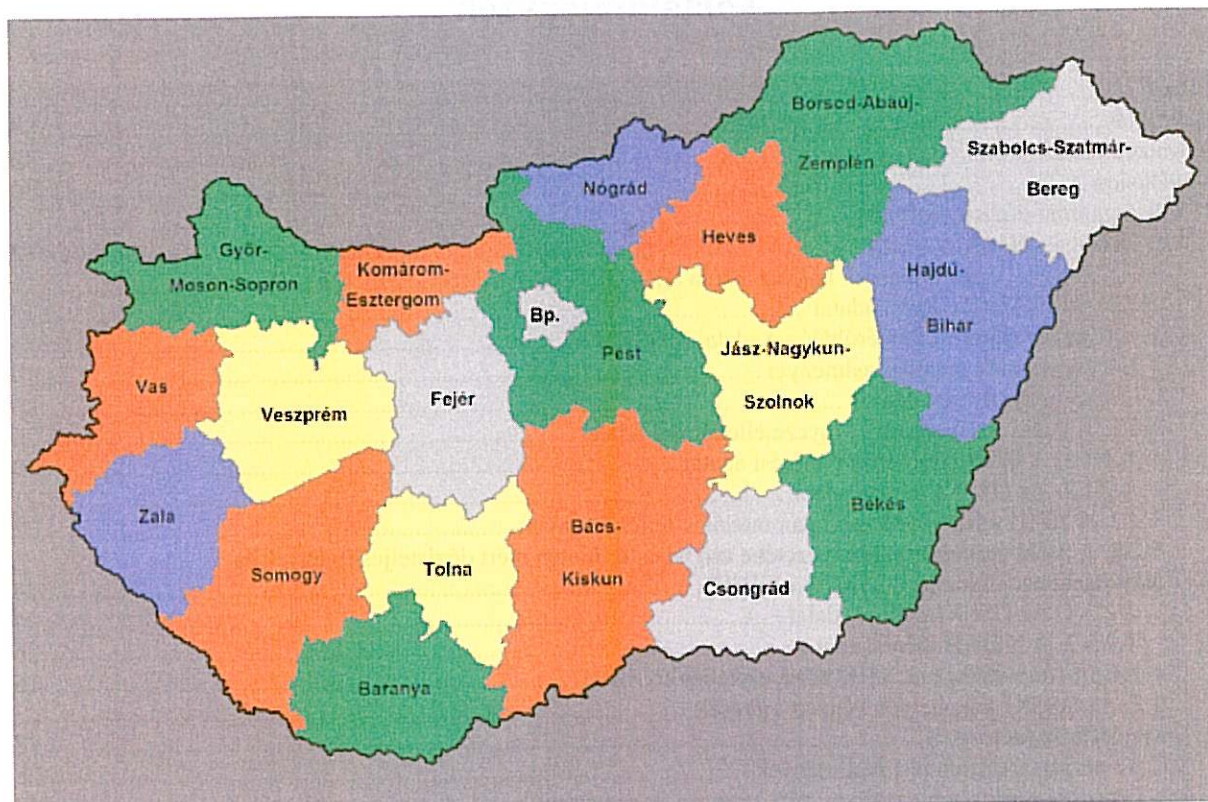 Borsod-Abaúj-
Zemplén
Szabolcs-Szatmár-
Bereg
Nógrád
Heves
Hajdú-
Bihar
Győr-
Moson-Sopron
Komárom-
Esztergom
Bp.
Pest
Jász-Nagykun-
Szolnok
Vas
Veszprém
Fejér
Zala
Somogy
Tolna
Bács-
Kiskun
Békés
Csongrád
Baranya